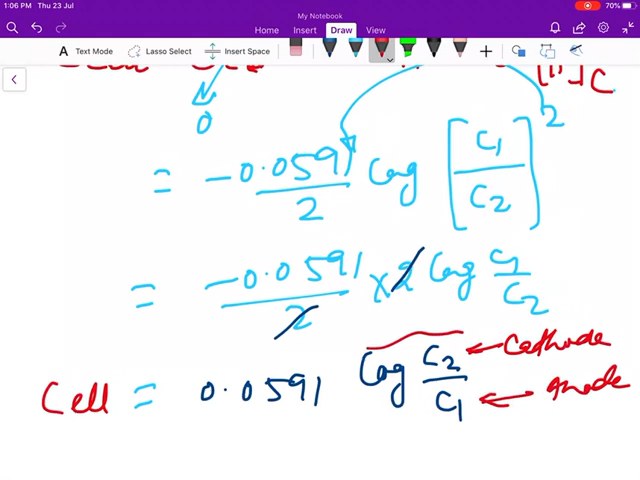 1:06 PM Thu 23 Jul
70%
My Notebook
Home Insert Draw View
Text Mode Lasso Select Insert Space
0
= -0.0591/2 log [C1/C2]^2
= -0.0591/2 × 2 log C1/C2
Cell = 0.0591 log C2/C1
Cathode
Anode